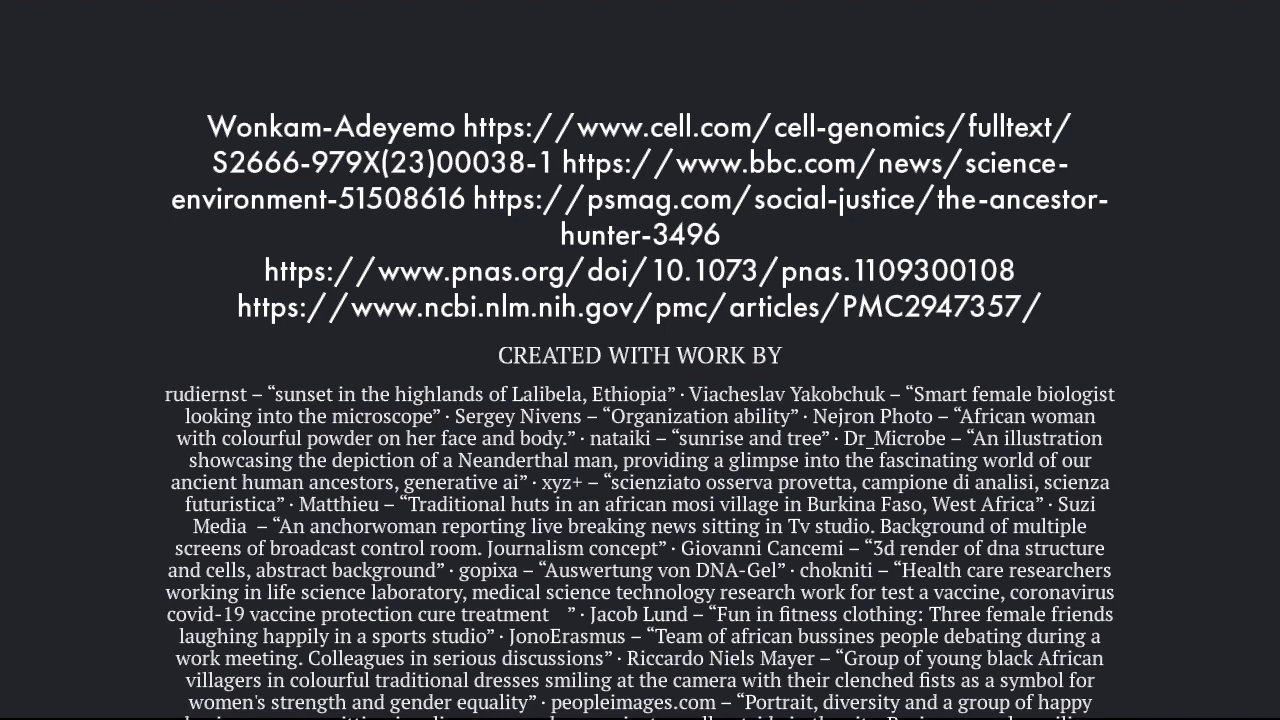 Wonkam-Adeyemo https://www.cell.com/cell-genomics/fulltext/
S2666-979X(23)00038-1 https://www.bbc.com/news/science-
environment-51508616 https://psmag.com/social-justice/the-ancestor-
hunter-3496
https://www.pnas.org/doi/10.1073/pnas.1109300108
https://www.ncbi.nlm.nih.gov/pmc/articles/PMC2947357/
CREATED WITH WORK BY
rudiernst – “sunset in the highlands of Lalibela, Ethiopia” · Viacheslav Yakobchuk – “Smart female biologist
looking into the microscope” · Sergey Nivens – “Organization ability” · Nejron Photo – “African woman
with colourful powder on her face and body.” · nataiki – “sunrise and tree” · Dr_Microbe – “An illustration
showcasing the depiction of a Neanderthal man, providing a glimpse into the fascinating world of our
ancient human ancestors, generative ai” · xyz+ – “scienziato osserva provetta, campione di analisi, scienza
futuristica” · Matthieu – “Traditional huts in an african mosi village in Burkina Faso, West Africa” · Suzi
Media – “An anchorwoman reporting live breaking news sitting in Tv studio. Background of multiple
screens of broadcast control room. Journalism concept” · Giovanni Cancemi – “3d render of dna structure
and cells, abstract background” · gopixa – “Auswertung von DNA-Gel” · chokniti – “Health care researchers
working in life science laboratory, medical science technology research work for test a vaccine, coronavirus
covid-19 vaccine protection cure treatment ” · Jacob Lund – “Fun in fitness clothing: Three female friends
laughing happily in a sports studio” · JonoErasmus – “Team of african bussines people debating during a
work meeting. Colleagues in serious discussions” · Riccardo Niels Mayer – “Group of young black African
villagers in colourful traditional dresses smiling at the camera with their clenched fists as a symbol for
women's strength and gender equality” · peopleimages.com – “Portrait, diversity and a group of happy